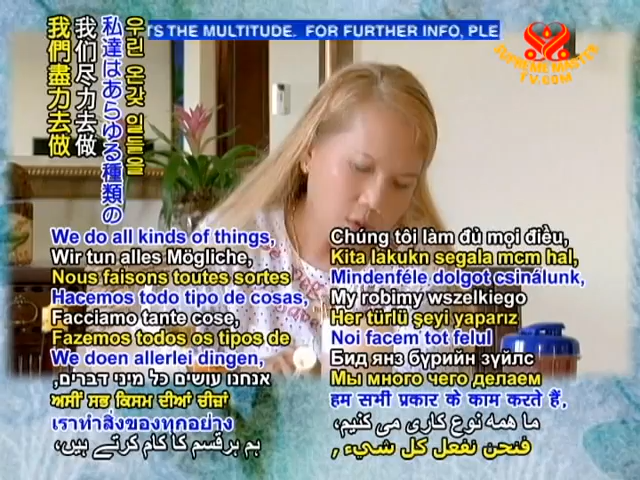 TS THE MULTITUDE. FOR FURTHER INFO, PLE
SUPREME MASTER
TV.COM
우린 온갖 일들을
私達はあらゆる種類の
我们尽力去做
我們盡力去做
We do all kinds of things,
Wir tun alles Mögliche,
Nous faisons toutes sortes
Hacemos todo tipo de cosas,
Facciamo tante cose,
Fazemos todos os tipos de
We doen allerlei dingen,
אנחנו עושים כל מיני דברים,
ਅਸੀਂ ਸਭ ਕਿਸਮ ਦੀਆਂ ਚੀਜ਼ਾਂ
เราทำสิ่งของทุกอย่าง
ہم ہرقسم کا کام کرتے ہیں،
Chúng tôi làm đủ mọi điều,
Kita lakukn segala mcm hal,
Mindenféle dolgot csinálunk,
My robimy wszelkiego
Her türlü şeyi yaparız
Noi facem tot felul
Бид янз бүрийн зүйлс
Мы много чего делаем
हम सभी प्रकार के काम करते हैं,
ما همه نوع کاری می کنیم،
فنحن نفعل كل شيء ,